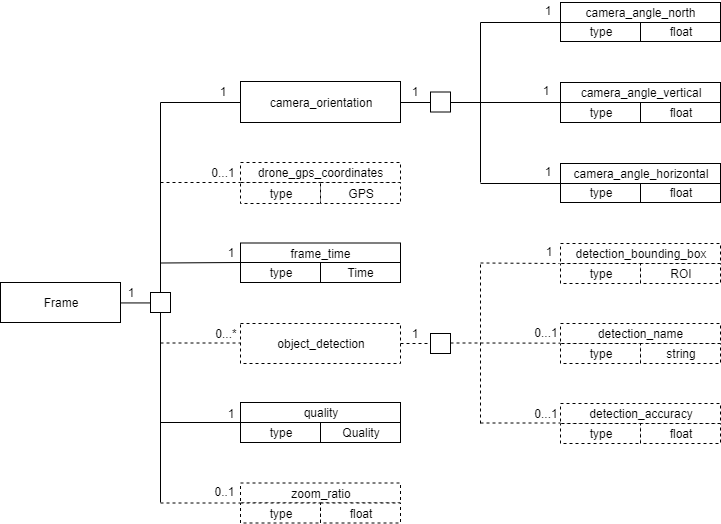 1 camera_angle_north
type float
1 camera_orientation 1
1 camera_angle_vertical
type float
0...1 drone_gps_coordinates
type GPS
1 camera_angle_horizontal
type float
1 frame_time
type Time
1 detection_bounding_box
type ROI
Frame 1
0...* object_detection 1
0...1 detection_name
type string
1 quality
type Quality
0...1 detection_accuracy
type float
0..1 zoom_ratio
type float